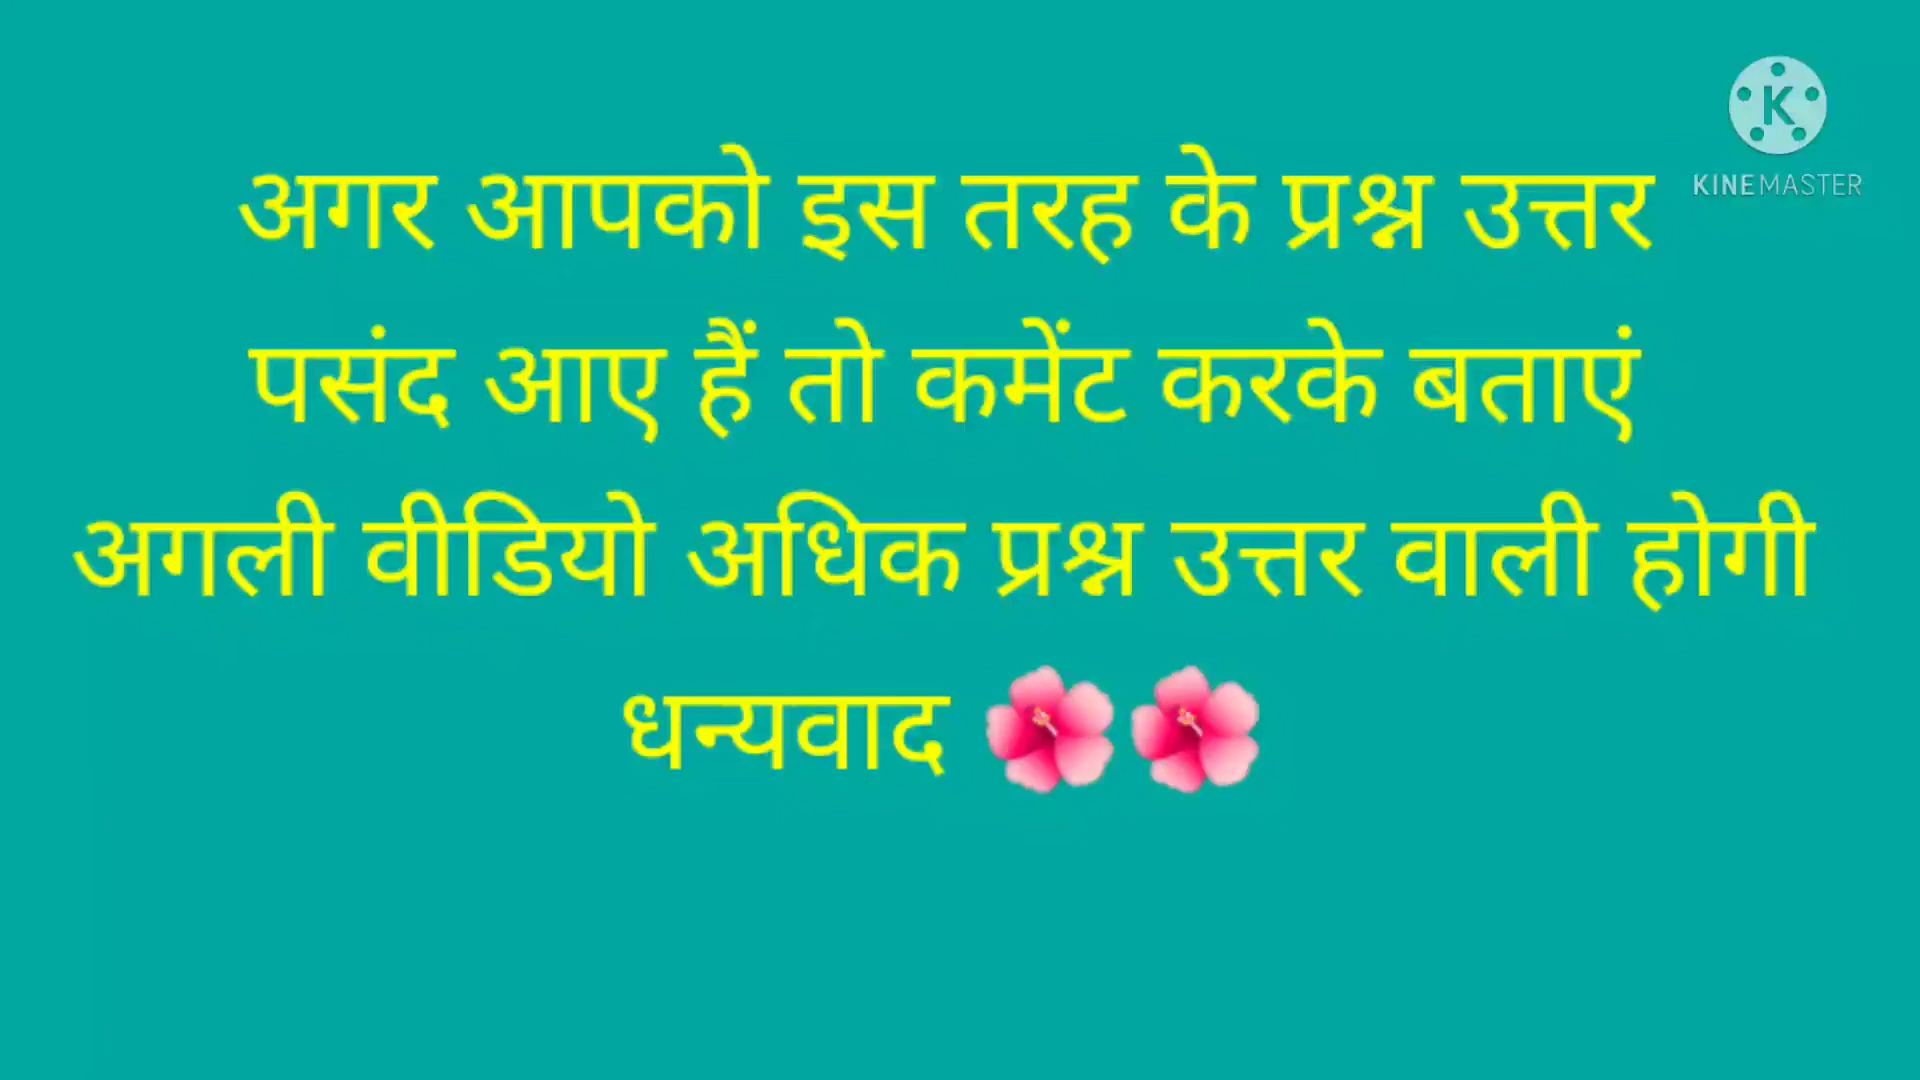 KINEMASTER
अगर आपको इस तरह के प्रश्न उत्तर
पसंद आए हैं तो कमेंट करके बताएं
अगली वीडियो अधिक प्रश्न उत्तर वाली होगी
धन्यवाद 🌺🌺